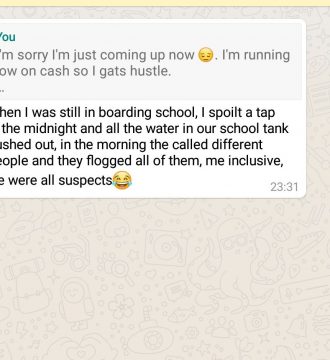 You
'm sorry I'm just coming up now 😔. I'm running
ow on cash so I gats hustle.
..
hen I was still in boarding school, I spoilt a tap
the midnight and all the water in our school tank
ushed out, in the morning the called different
eople and they flogged all of them, me inclusive,
e were all suspects😂
23:31